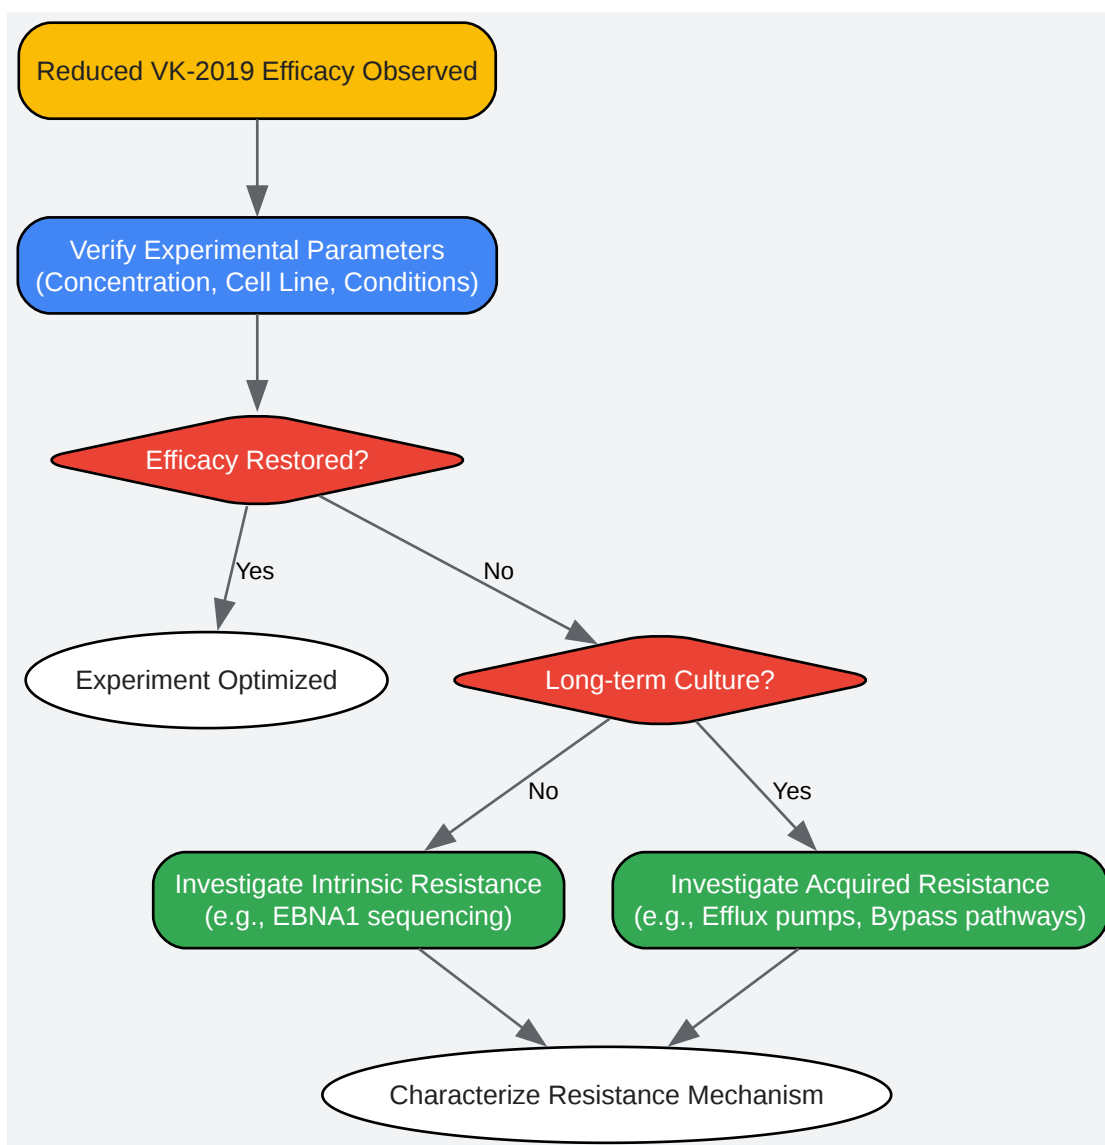 Reduced VK-2019 Efficacy Observed
Verify Experimental Parameters
(Concentration, Cell Line, Conditions)
Efficacy Restored?
Yes
No
Experiment Optimized
Long-term Culture?
No
Yes
Investigate Intrinsic Resistance
(e.g., EBNA1 sequencing)
Investigate Acquired Resistance
(e.g., Efflux pumps, Bypass pathways)
Characterize Resistance Mechanism